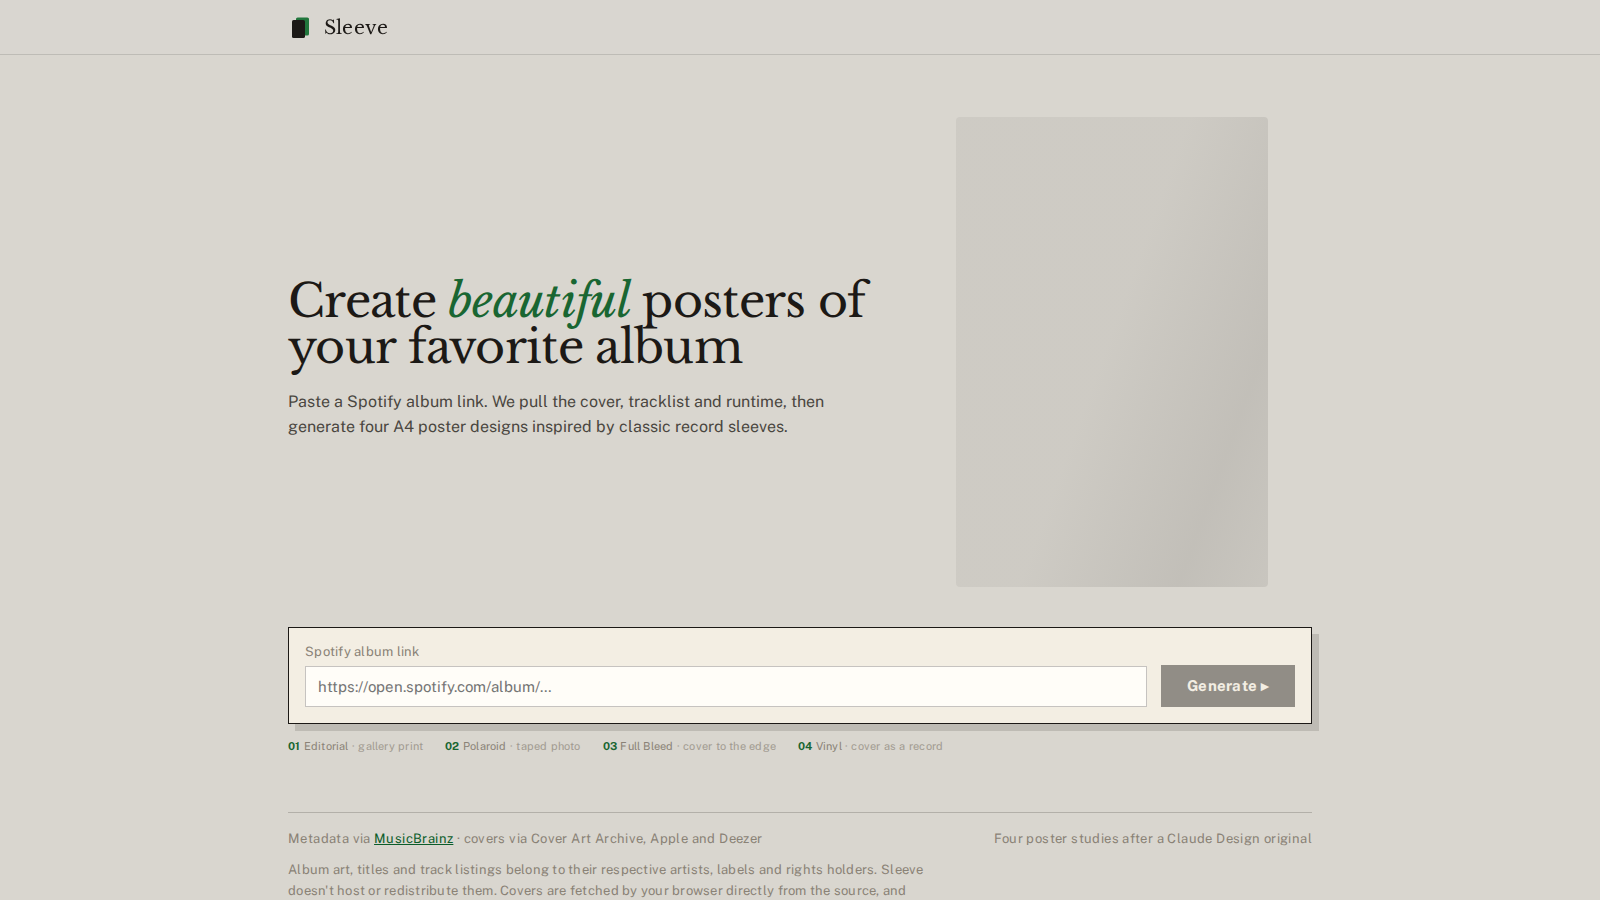 Sleeve
Create beautiful posters of
your favorite album
Paste a Spotify album link. We pull the cover, tracklist and runtime, then
generate four A4 poster designs inspired by classic record sleeves.
Spotify album link
https://open.spotify.com/album/...
Generate ▸
01 Editorial · gallery print 02 Polaroid · taped photo 03 Full Bleed · cover to the edge 04 Vinyl · cover as a record
Metadata via MusicBrainz · covers via Cover Art Archive, Apple and Deezer
Four poster studies after a Claude Design original
Album art, titles and track listings belong to their respective artists, labels and rights holders. Sleeve
doesn't host or redistribute them. Covers are fetched by your browser directly from the source, and